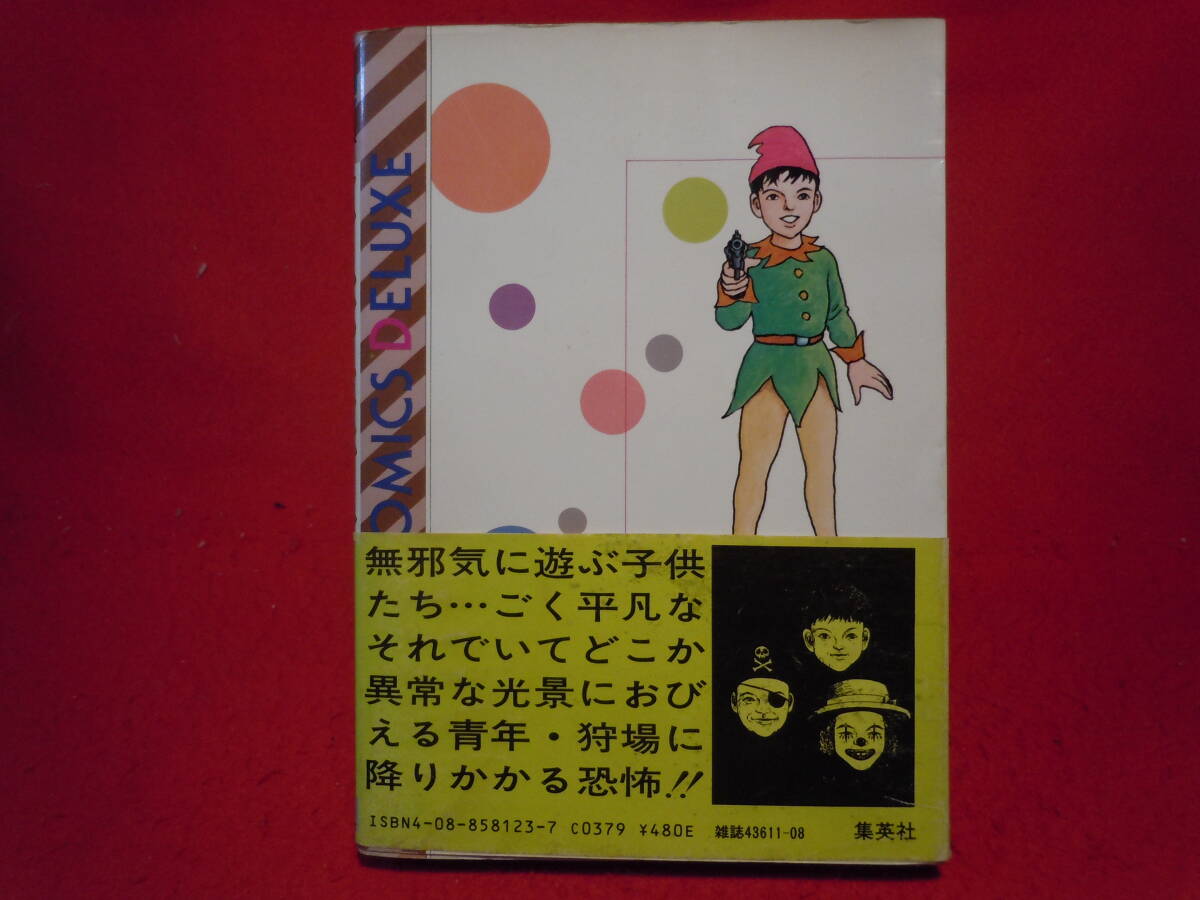 OMICS DELUXE
無邪気に遊ぶ子供
たち…ごく平凡な
それでいてどこか
異常な光景におび
える青年・狩場に
降りかかる恐怖!!
ISBN4-08-858123-7 C0379 ¥480E 雑誌43611-08 集英社